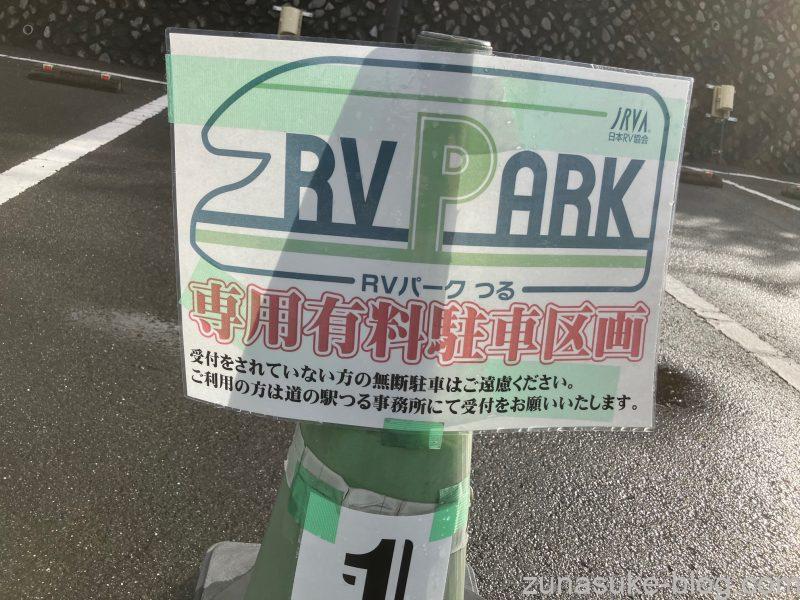 JRVA
日本RV協会
RV PARK
RVパーク つる
専用有料駐車区画
受付をされていない方の無断駐車はご遠慮ください。
ご利用の方は道の駅つる事務所にて受付をお願いいたします。
1
zunasuke-blog.com